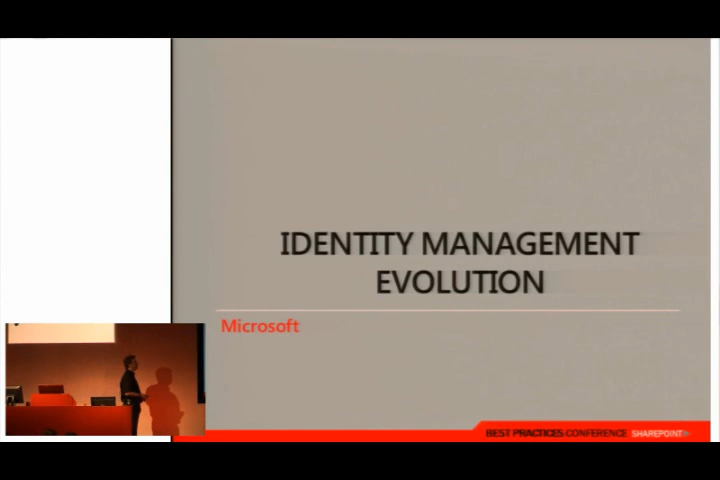 IDENTITY MANAGEMENT
EVOLUTION
Microsoft
BEST PRACTICES CONFERENCE SHAREPOINT